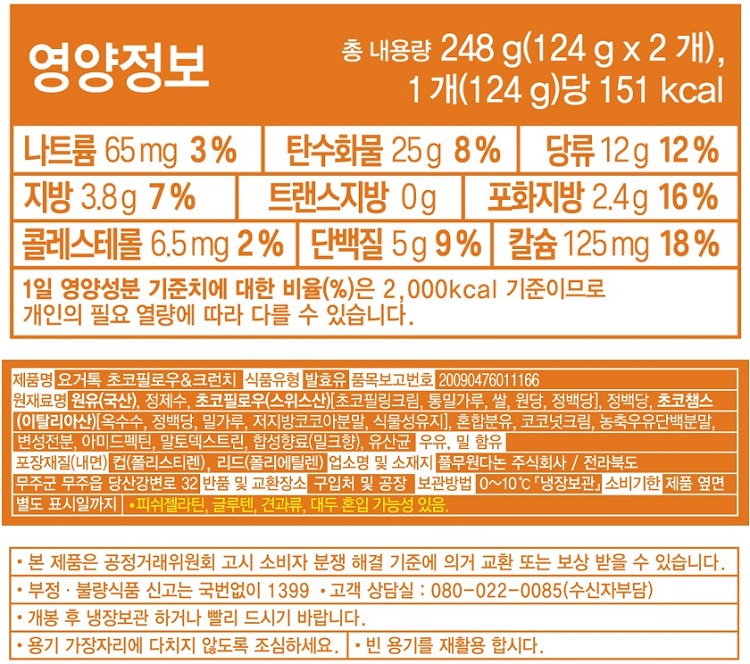 영양정보
총 내용량 248 g(124 g x 2 개),
1 개(124 g)당 151 kcal
나트륨 65 mg 3 % 탄수화물 25 g 8 % 당류 12 g 12 %
지방 3.8 g 7 % 트랜스지방 0 g 포화지방 2.4 g 16 %
콜레스테롤 6.5 mg 2 % 단백질 5 g 9 % 칼슘 125 mg 18 %
1일 영양성분 기준치에 대한 비율(%)은 2,000kcal 기준이므로
개인의 필요 열량에 따라 다를 수 있습니다.
제품명 요거톡 초코필로우&크런치 식품유형 발효유 품목보고번호 20090476011166
원재료명 원유(국산), 정제수, 초코필로우(스위스산)[초코필링크림, 통밀가루, 쌀, 원당, 정백당], 정백당, 초코챔스
(이탈리아산)[옥수수, 정백당, 밀가루, 저지방코코아분말, 식물성유지], 혼합분유, 코코넛크림, 농축우유단백분말,
변성전분, 아미드펙틴, 말토덱스트린, 합성향료(밀크향), 유산균 우유, 밀 함유
포장재질(내면) 컵(폴리스티렌), 리드(폴리에틸렌) 업소명 및 소재지 풀무원다논 주식회사 / 전라북도
무주군 무주읍 당산강변로 32 반품 및 교환장소 구입처 및 공장 보관방법 0~10℃『냉장보관』 소비기한 제품 옆면
별도 표시일까지 •피쉬젤라틴, 글루텐, 견과류, 대두 혼입 가능성 있음.
• 본 제품은 공정거래위원회 고시 소비자 분쟁 해결 기준에 의거 교환 또는 보상 받을 수 있습니다.
• 부정 · 불량식품 신고는 국번없이 1399 • 고객 상담실 : 080-022-0085(수신자부담)
• 개봉 후 냉장보관 하거나 빨리 드시기 바랍니다.
• 용기 가장자리에 다치지 않도록 조심하세요. • 빈 용기를 재활용 합시다.